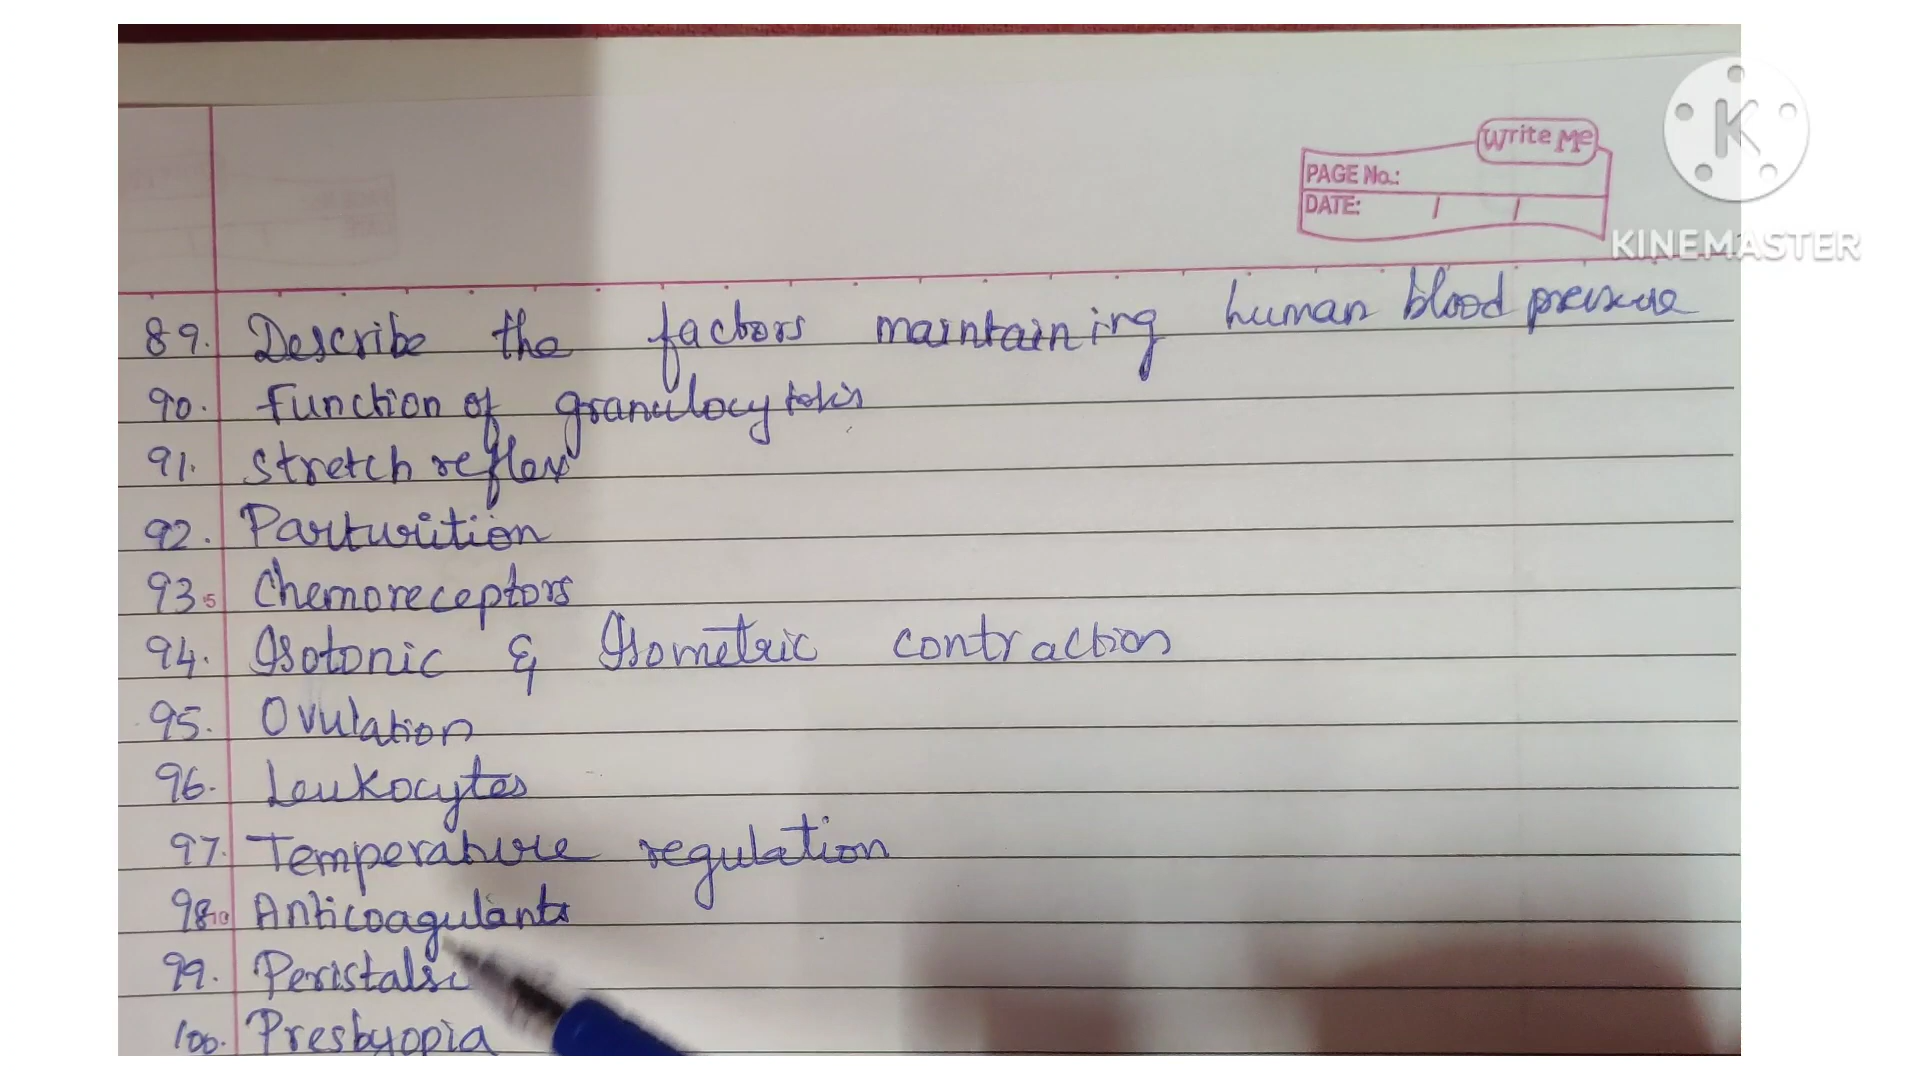 Write Me
PAGE No.:
DATE: / /
KINEMASTER
89. Describe the factors maintaining human blood pressure
90. Function of
91. Stretch reflex
92. Parturition
93. Chemoreceptors
94. Isotonic & Isometric contraction
95. Ovulation
96. Leukocytes
97. Temperature regulation
98. Anticoagulants
99.
100. Presbyopia